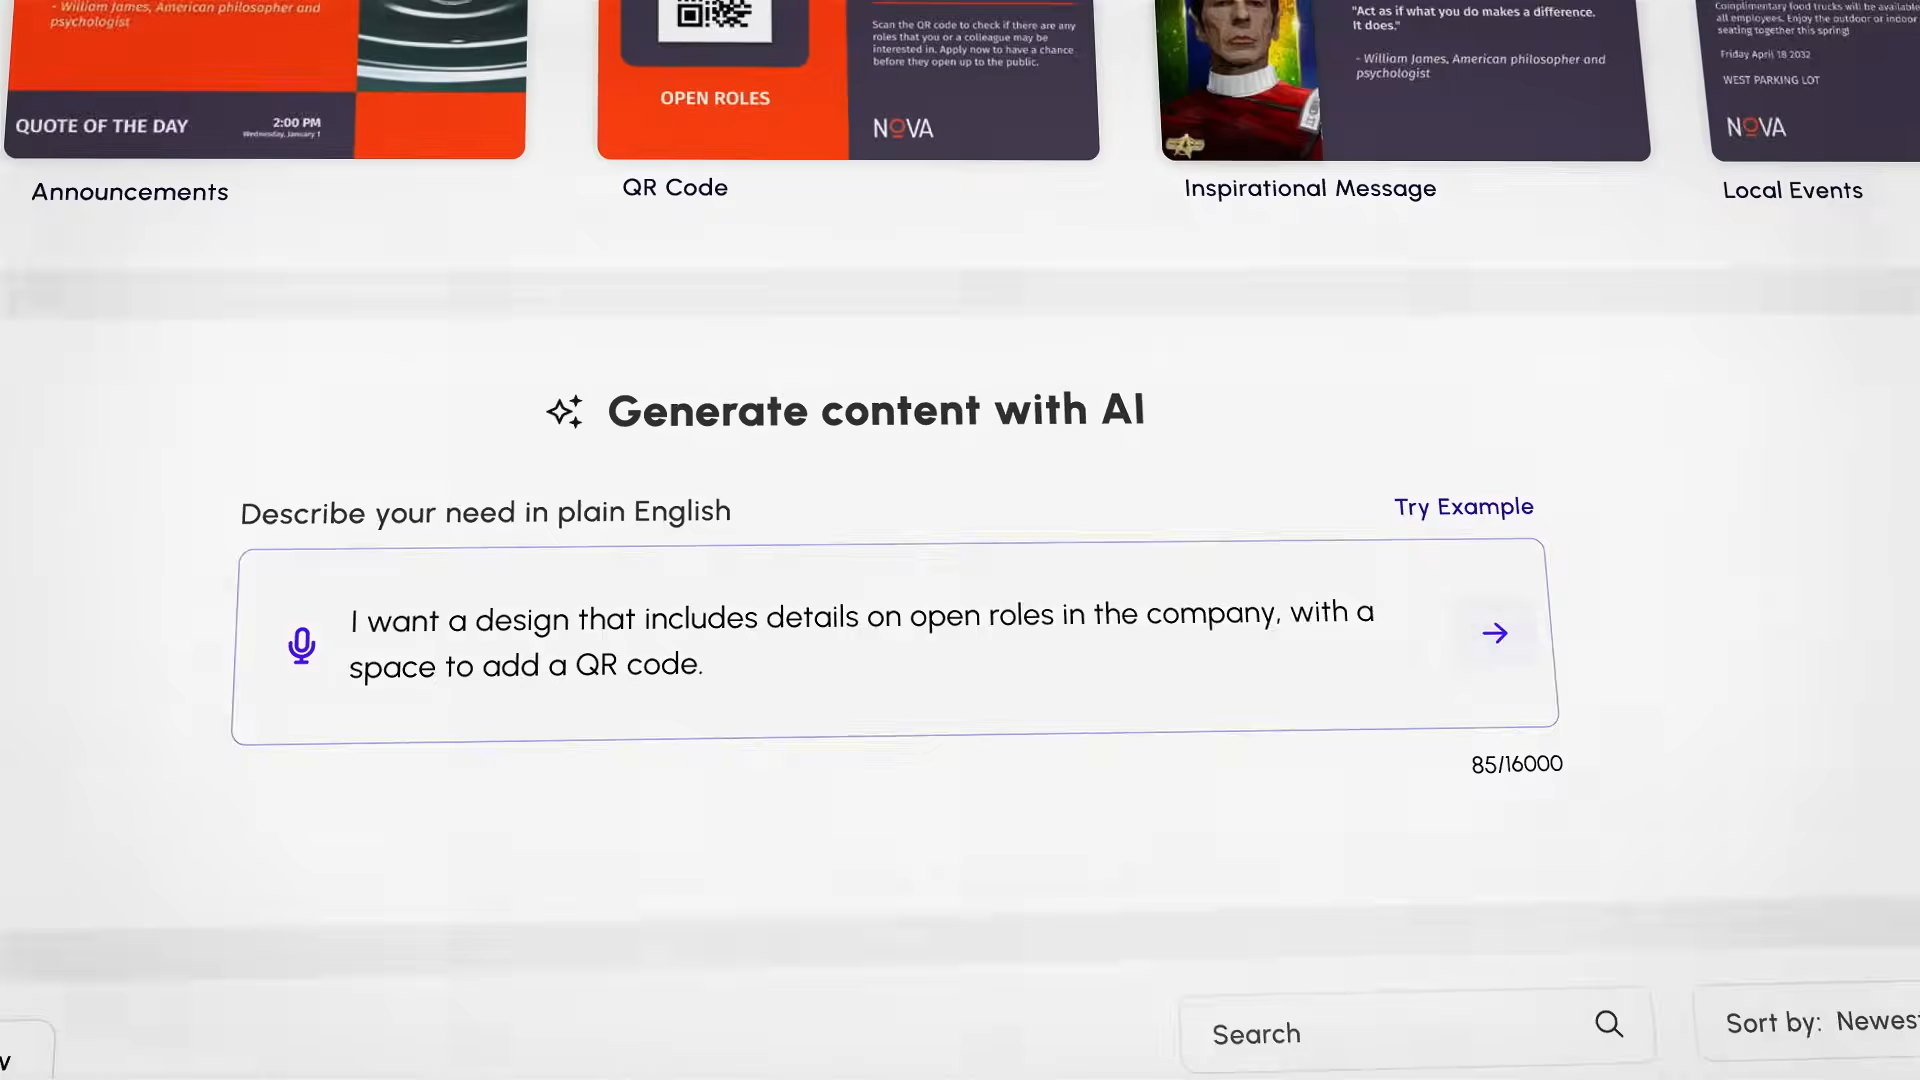 - William James, American philosopher and
psychologist
QUOTE OF THE DAY
2:00 PM
Wednesday, January 1
Announcements
Scan the QR code to check if there are any
roles that you or a colleague may be
interested in. Apply now to have a chance
before they open up to the public.
OPEN ROLES
NOVA
QR Code
"Act as if what you do makes a difference.
It does."
- William James, American philosopher and
psychologist
Inspirational Message
Complimentary food trucks will be available
all employees. Enjoy the outdoor or indoor
seating together this spring!
Friday April 18 2032
WEST PARKING LOT
NOVA
Local Events
Generate content with AI
Describe your need in plain English
Try Example
I want a design that includes details on open roles in the company, with a
space to add a QR code.
85/16000
Search
Sort by: Newes